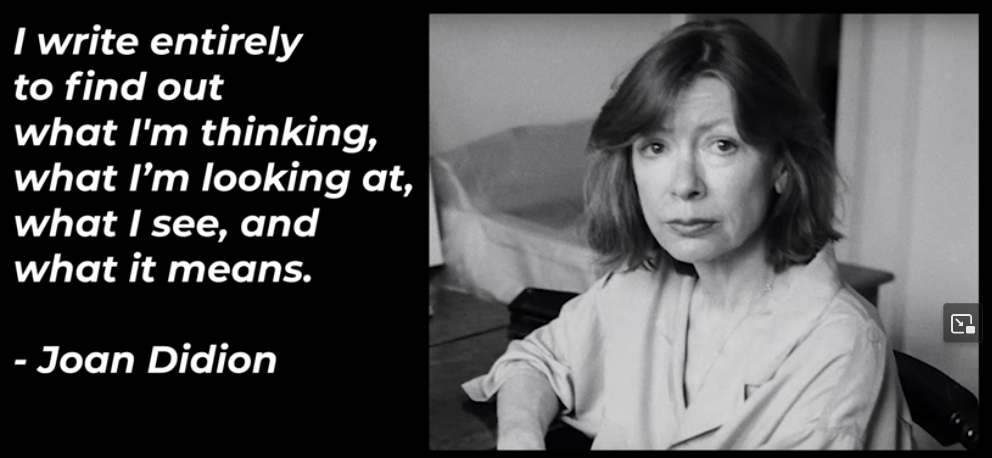 I write entirely
to find out
what I'm thinking,
what I’m looking at,
what I see, and
what it means.
- Joan Didion